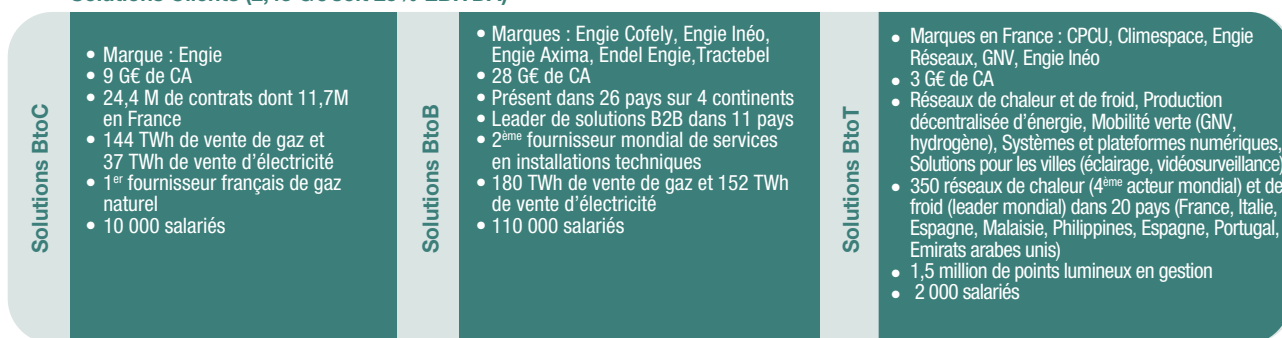 Solutions BtoC
• Marque : Engie
• 9 G€ de CA
• 24,4 M de contrats dont 11,7M
en France
• 144 TWh de vente de gaz et
37 TWh de vente d’électricité
• 1er fournisseur français de gaz
naturel
• 10 000 salariés
Solutions BtoB
• Marques : Engie Cofely, Engie Inéo,
Engie Axima, Endel Engie,Tractebel
• 28 G€ de CA
• Présent dans 26 pays sur 4 continents
• Leader de solutions B2B dans 11 pays
• 2ème fournisseur mondial de services
en installations techniques
• 180 TWh de vente de gaz et 152 TWh
de vente d’électricité
• 110 000 salariés
Solutions BtoT
• Marques en France : CPCU, Climespace, Engie
Réseaux, GNV, Engie Inéo
• 3 G€ de CA
• Réseaux de chaleur et de froid, Production
décentralisée d’énergie, Mobilité verte (GNV,
hydrogène), Systèmes et plateformes numériques,
Solutions pour les villes (éclairage, vidéosurveillance)
• 350 réseaux de chaleur (4ème acteur mondial) et de
froid (leader mondial) dans 20 pays (France, Italie,
Espagne, Malaisie, Philippines, Espagne, Portugal,
Emirats arabes unis)
• 1,5 million de points lumineux en gestion
• 2 000 salariés